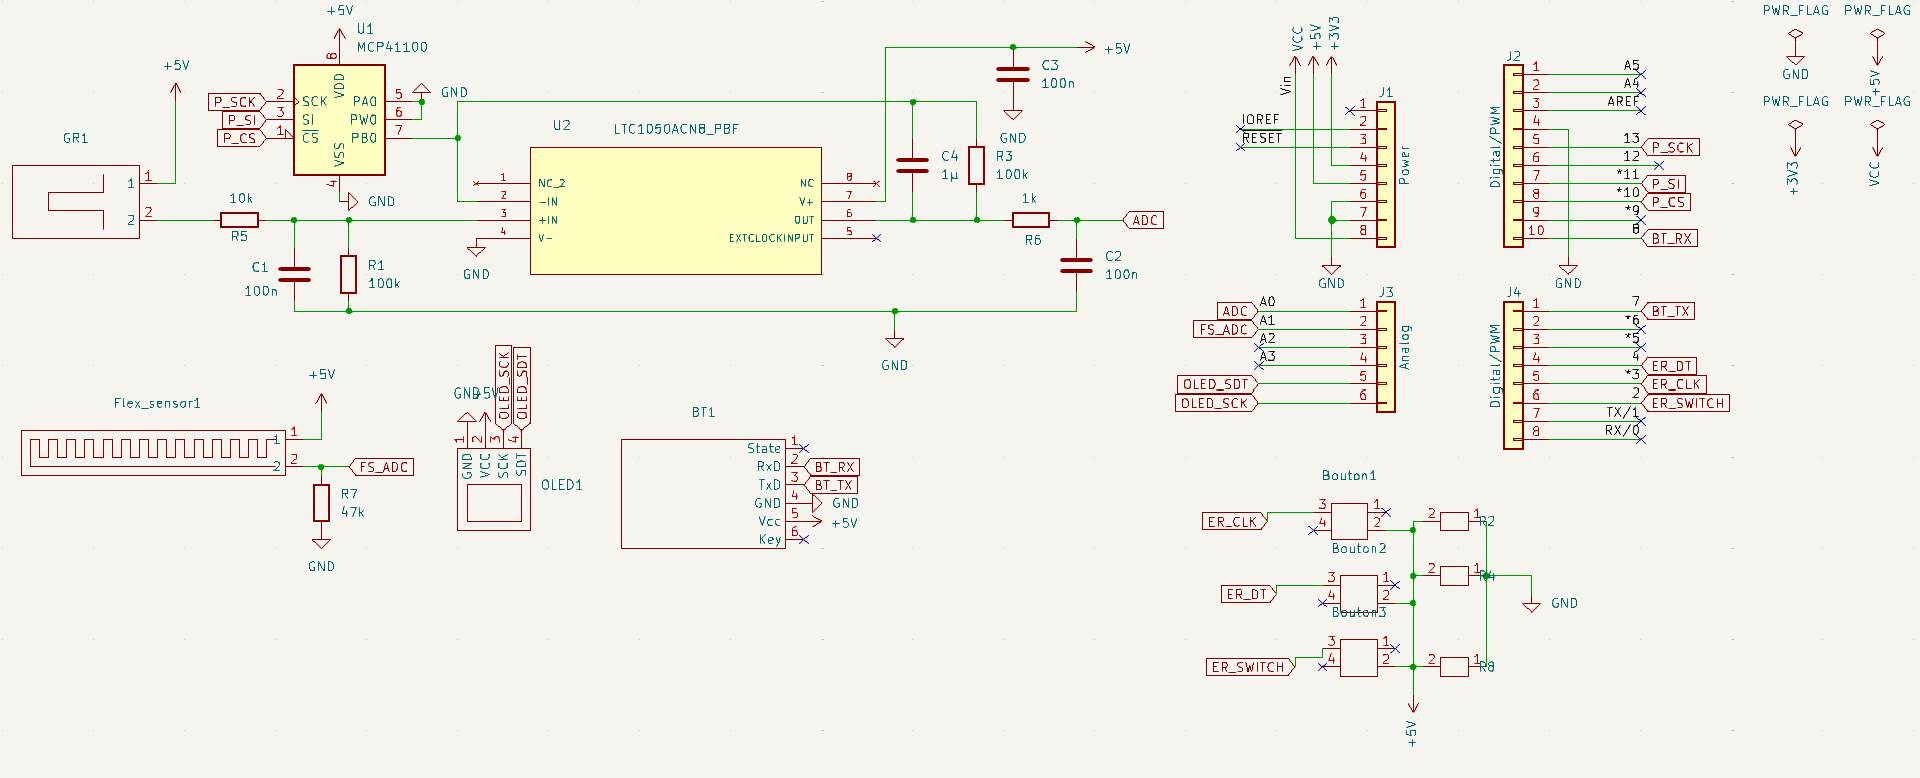 +5V
U1
MCP41100
8
VDD
+5V
P_SCK 2 SCK PA0 5 GND
P_SI 3 SI PW0 6
P_CS 1 CS PB0 7
VSS
4
GND
GR1
1 1
2 2
10k
R5
C1
100n
R1
100k
U2
LTC1050ACN8_PBF
1 NC_2 NC 8
2 -IN V+ 7
3 +IN OUT 6
4 V- EXTCLOCKINPUT 5
GND
C3
100n
+5V
GND
C4
1µ
R3
100k
1k
R6
ADC
C2
100n
GND
Flex_sensor1
+5V
1 1
2 2
FS_ADC
R7
47k
GND
OLED_SCK
OLED_SDT
GND
+5V
1 2 3 4
GND VCC SCK SDT
OLED1
BT1
State 1
RxD 2 BT_RX
TxD 3 BT_TX
GND 4 GND
Vcc 5 +5V
Key 6
VCC
+5V
+3V3
Vin
J1
1
IOREF 2
RESET 3
4
5
6
7
8
Power
GND
J3
ADC A0 1
FS_ADC A1 2
A2 3
A3 4
OLED_SDT 5
OLED_SCK 6
Analog
J2
1 A5
2 A4
3 AREF
4
5 13 P_SCK
6 12
7 *11 P_SI
8 *10 P_CS
9 *9
10 8 BT_RX
Digital/PWM
GND
J4
1 7 BT_TX
2 *6
3 *5
4 4 ER_DT
5 *3 ER_CLK
6 2 ER_SWITCH
7 TX/1
8 RX/0
Digital/PWM
PWR_FLAG PWR_FLAG
GND +5V
PWR_FLAG PWR_FLAG
+3V3 VCC
Bouton1
ER_CLK 3 1
4 2
2 1 R2
Bouton2
ER_DT 3 1
4 2
2 1 R4
GND
Bouton3
ER_SWITCH 3 1
4 2
2 1 R8
+5V